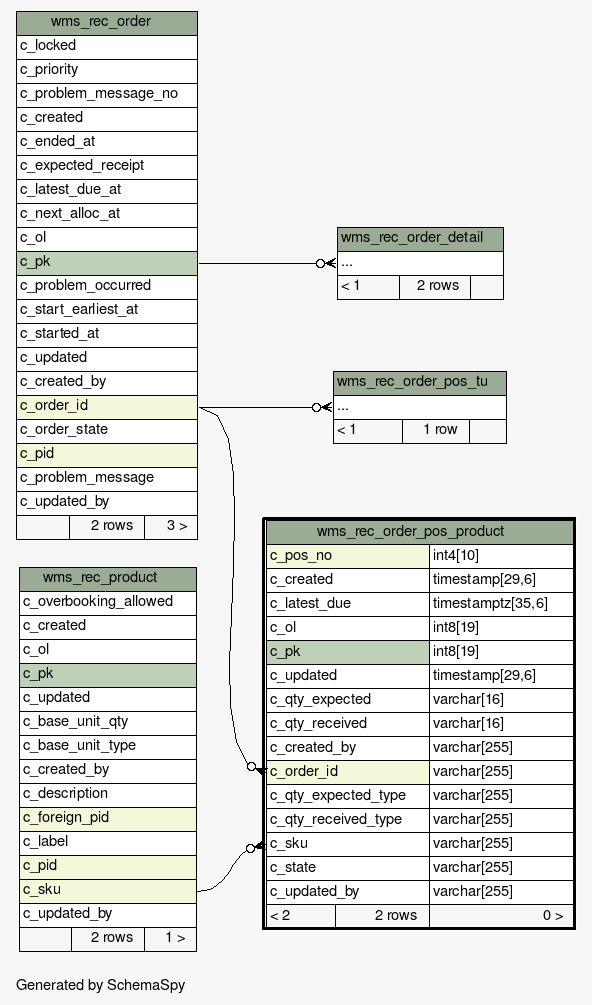 wms_rec_order
c_locked
c_priority
c_problem_message_no
c_created
c_ended_at
c_expected_receipt
c_latest_due_at
c_next_alloc_at
c_ol
c_pk
c_problem_occurred
c_start_earliest_at
c_started_at
c_updated
c_created_by
c_order_id
c_order_state
c_pid
c_problem_message
c_updated_by
2 rows 3 >
wms_rec_order_detail
...
< 1 2 rows
wms_rec_order_pos_tu
...
< 1 1 row
wms_rec_order_pos_product
c_pos_no int4[10]
c_created timestamp[29,6]
c_latest_due timestamptz[35,6]
c_ol int8[19]
c_pk int8[19]
c_updated timestamp[29,6]
c_qty_expected varchar[16]
c_qty_received varchar[16]
c_created_by varchar[255]
c_order_id varchar[255]
c_qty_expected_type varchar[255]
c_qty_received_type varchar[255]
c_sku varchar[255]
c_state varchar[255]
c_updated_by varchar[255]
< 2 2 rows 0 >
wms_rec_product
c_overbooking_allowed
c_created
c_ol
c_pk
c_updated
c_base_unit_qty
c_base_unit_type
c_created_by
c_description
c_foreign_pid
c_label
c_pid
c_sku
c_updated_by
2 rows 1 >
Generated by SchemaSpy